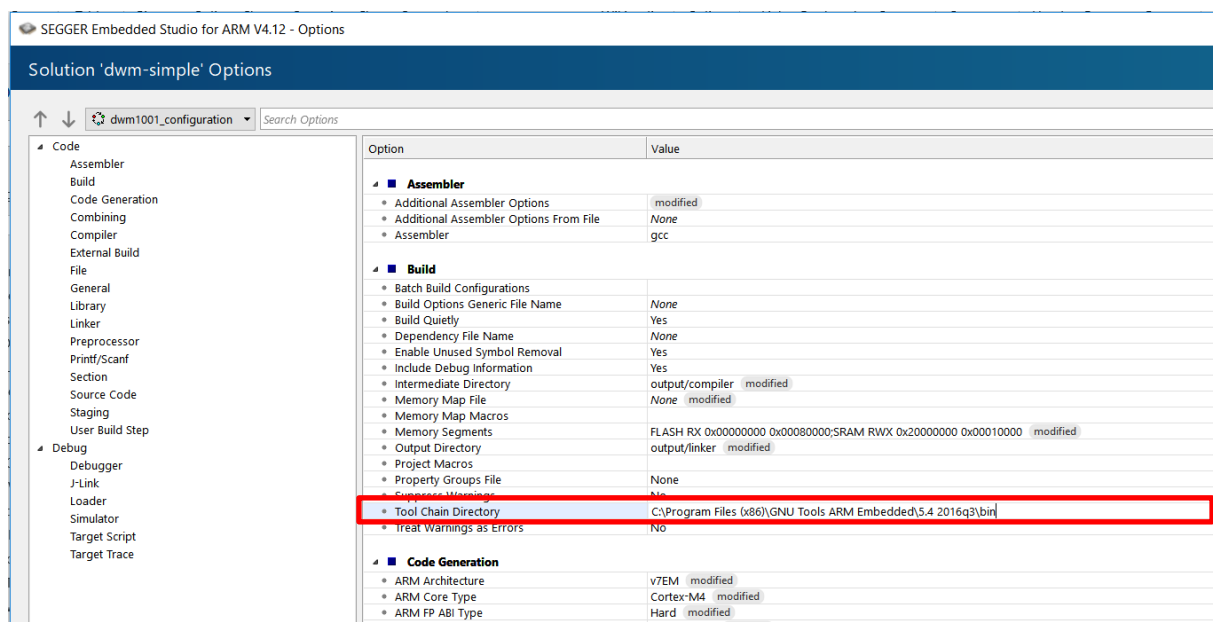 SEGGER Embedded Studio for ARM V4.12 - Options
Solution 'dwm-simple' Options
dwm1001_configuration Search Options
Code
Assembler
Build
Code Generation
Combining
Compiler
External Build
File
General
Library
Linker
Preprocessor
Printf/Scanf
Section
Source Code
Staging
User Build Step
Debug
Debugger
J-Link
Loader
Simulator
Target Script
Target Trace
Option Value
Assembler
Additional Assembler Options modified
Additional Assembler Options From File None
Assembler gcc
Build
Batch Build Configurations
Build Options Generic File Name None
Build Quietly Yes
Dependency File Name None
Enable Unused Symbol Removal Yes
Include Debug Information Yes
Intermediate Directory output/compiler modified
Memory Map File None modified
Memory Map Macros
Memory Segments FLASH RX 0x00000000 0x00080000;SRAM RWX 0x20000000 0x00010000 modified
Output Directory output/linker modified
Project Macros
Property Groups File None
Suppress Warnings No
Tool Chain Directory C:\Program Files (x86)\GNU Tools ARM Embedded\5.4 2016q3\bin
Treat Warnings as Errors No
Code Generation
ARM Architecture v7EM modified
ARM Core Type Cortex-M4 modified
ARM FP ABI Type Hard modified